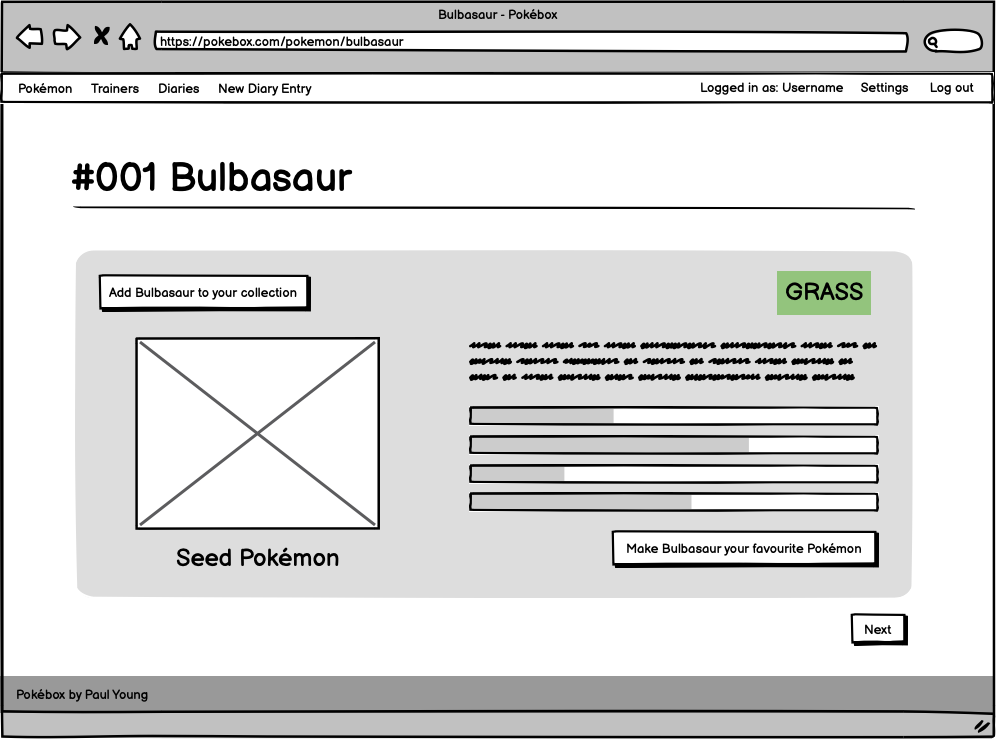 Bulbasaur - Pokébox
https://pokebox.com/pokemon/bulbasaur
Pokémon Trainers Diaries New Diary Entry Logged in as: Username Settings Log out
#001 Bulbasaur
Add Bulbasaur to your collection
GRASS
Seed Pokémon
Make Bulbasaur your favourite Pokémon
Next
Pokébox by Paul Young